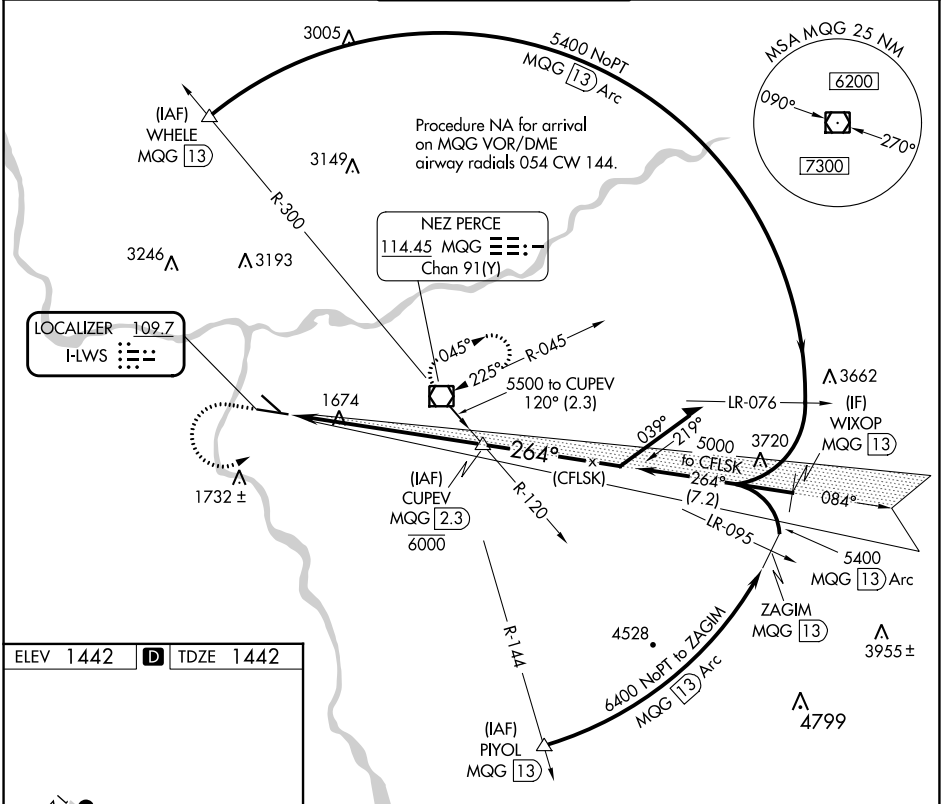 3005
5400 NoPT
MQG 13 Arc
MSA MQG 25 NM
6200
090°
270°
7300
(IAF)
WHELE
MQG 13
Procedure NA for arrival
on MQG VOR/DME
airway radials 054 CW 144.
3149
R-300
NEZ PERCE
114.45 MQG
Chan 91(Y)
3246
3193
LOCALIZER 109.7
I-LWS
045°
R-045
225°
5500 to CUPEV
120° (2.3)
3662
1674
LR-076
(IF)
WIXOP
MQG 13
039°
219°
3720
5000
to CFLSK
264°
(CFLSK)
264°
(7.2)
084°
1732 ±
(IAF)
CUPEV
MQG 2.3
6000
R-120
LR-095
5400
MQG 13 Arc
ZAGIM
MQG 13
R-144
4528
3955 ±
6400 NoPT to ZAGIM
MQG 13 Arc
4799
(IAF)
PIYOL
MQG 13
ELEV 1442 D TDZE 1442